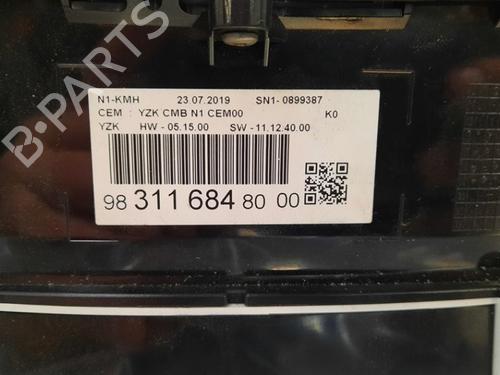 B-PARTS
N1-KMH 23.07.2019 SN1- 0899387
CEM : YZK CMB N1 CEM00 K0
YZK HW - 05.15.00 SW - 11.12.40.00
98 311 684 80 00